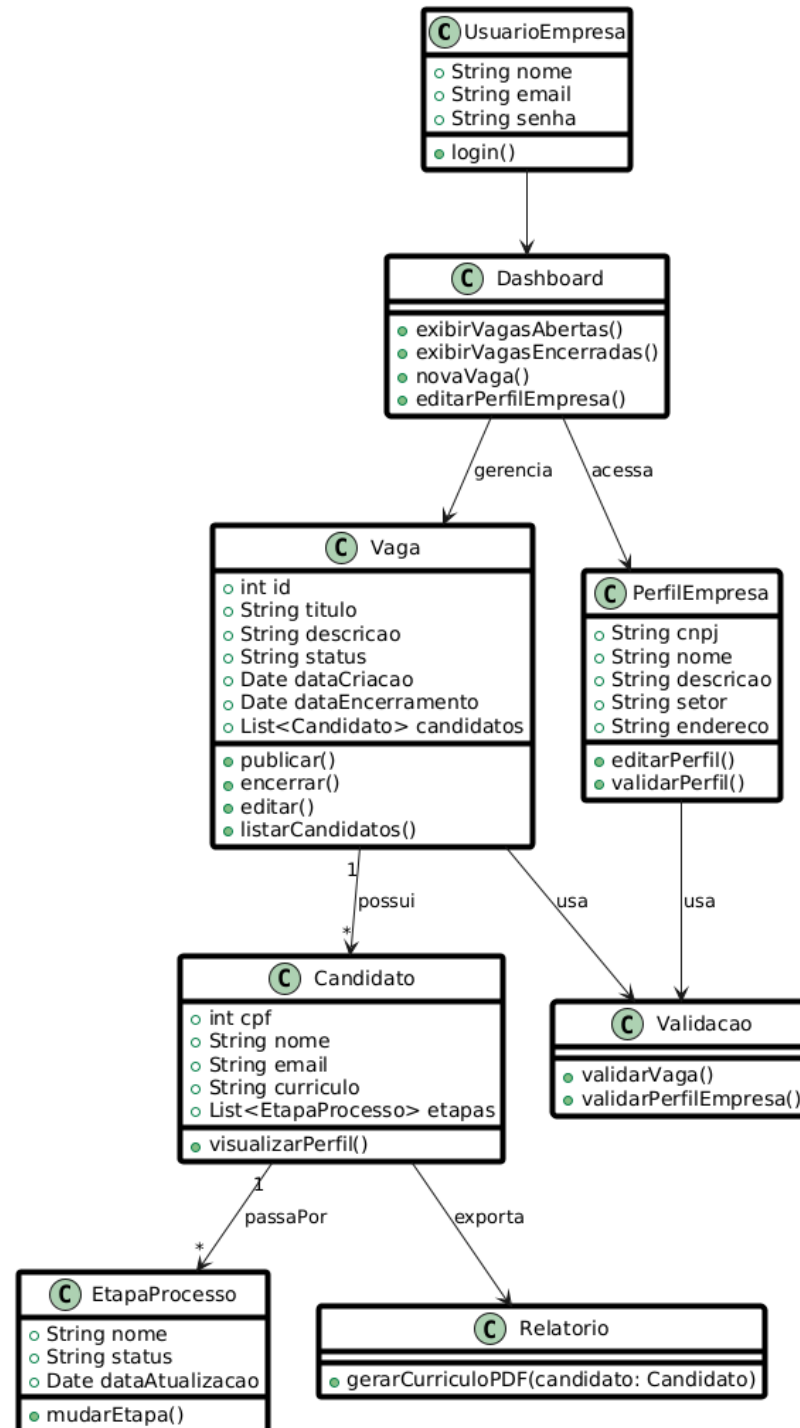 C UsuarioEmpresa
String nome
String email
String senha
login()
C Dashboard
exibirVagasAbertas()
exibirVagasEncerradas()
novaVaga()
editarPerfilEmpresa()
gerencia
acessa
C Vaga
int id
String titulo
String descricao
String status
Date dataCriacao
Date dataEncerramento
List<Candidato> candidatos
publicar()
encerrar()
editar()
listarCandidatos()
C PerfilEmpresa
String cnpj
String nome
String descricao
String setor
String endereco
editarPerfil()
validarPerfil()
1
possui
*
usa
usa
C Candidato
int cpf
String nome
String email
String curriculo
List<EtapaProcesso> etapas
visualizarPerfil()
C Validacao
validarVaga()
validarPerfilEmpresa()
1
passaPor
*
exporta
C EtapaProcesso
String nome
String status
Date dataAtualizacao
mudarEtapa()
C Relatorio
gerarCurriculoPDF(candidato: Candidato)